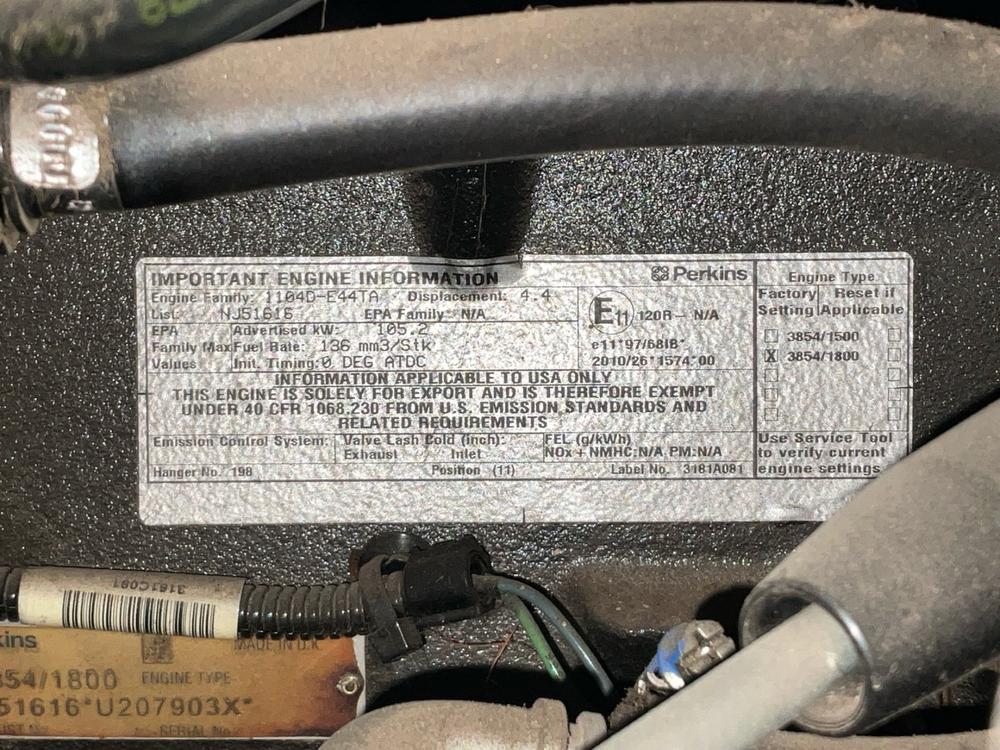 IMPORTANT ENGINE INFORMATION
Perkins
Engine Family: 1104D-E44TA Displacement: 4.4
List: NJ51616 EPA Family: N/A
EPA Advertised kW: 105.2
Family Max Fuel Rate: 136 mm3/Stk
Values Init. Timing: 0 DEG ATDC
E11 120R - N/A
e11*97/68IB*
2010/26*1574*00
INFORMATION APPLICABLE TO USA ONLY
THIS ENGINE IS SOLELY FOR EXPORT AND IS THEREFORE EXEMPT
UNDER 40 CFR 1068.230 FROM U.S. EMISSION STANDARDS AND
RELATED REQUIREMENTS
Emission Control System: Valve Lash Cold (inch): FEL (g/kWh)
Exhaust Inlet NOx + NMHC: N/A PM: N/A
Hanger No. 198 Position (11) Label No. 3181A081
Engine Type
Factory Reset if
Setting Applicable
3854/1500
X 3854/1800
Use Service Tool
to verify current
engine settings.
3181C081
kins MADE IN U.K
854/1800 ENGINE TYPE
51616*U207903X*
SERIAL No